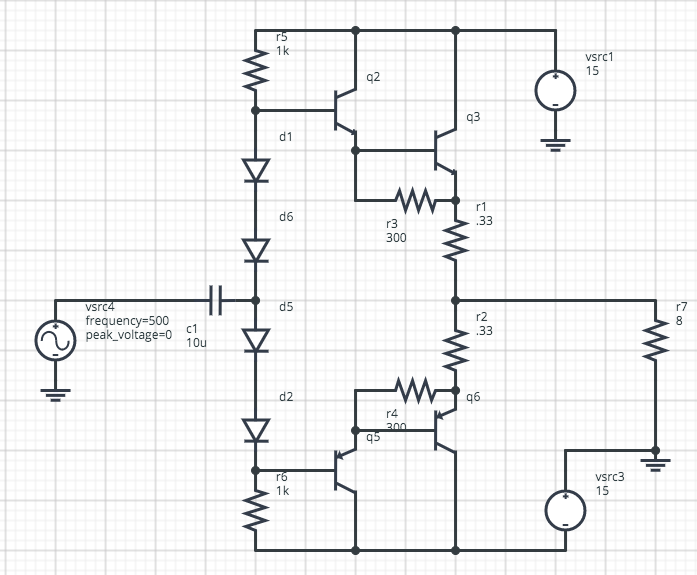 r5
1k
q2
vsrc1
15
q3
d1
d6
r1
.33
r3
300
vsrc4
frequency=500
peak_voltage=0
c1
10u
d5
r2
.33
r7
8
d2
q6
r4
300
q5
r6
1k
vsrc3
15